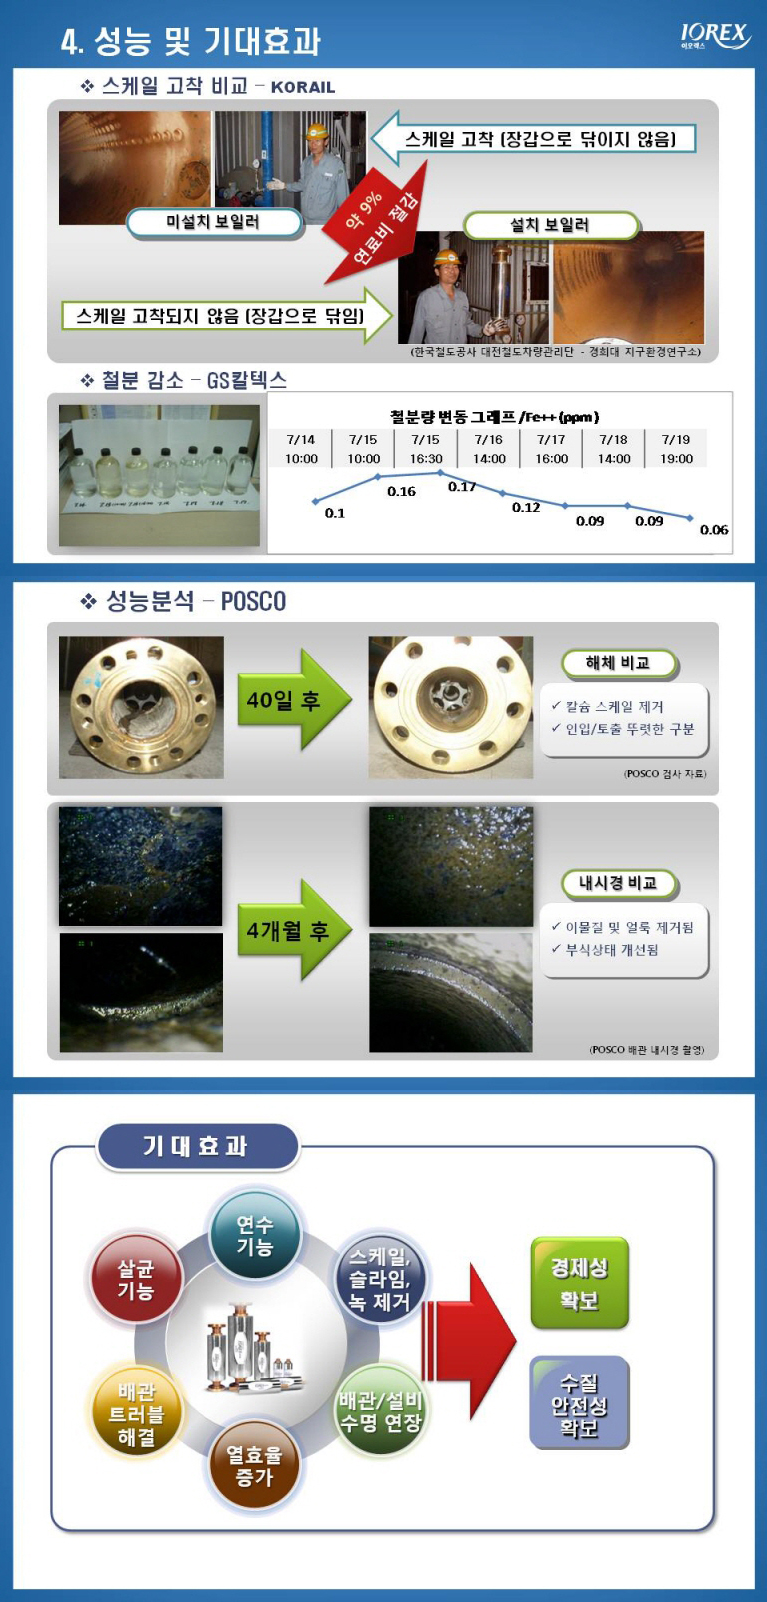 4. 성능 및 기대효과
IOREX
이오렉스
❖ 스케일 고착 비교 – KORAIL
스케일 고착 (장갑으로 닦이지 않음)
미설치 보일러
약 9%
연료비 절감
설치 보일러
스케일 고착되지 않음 (장갑으로 닦임)
(한국철도공사 대전철도차량관리단 - 경희대 지구환경연구소)
❖ 철분 감소 – GS칼텍스
철분량 변동 그래프/Fe++(ppm)
7/14 7/15 7/15 7/16 7/17 7/18 7/19
10:00 10:00 16:30 14:00 16:00 14:00 19:00
0.1 0.16 0.17 0.12 0.09 0.09 0.06
❖ 성능분석 – POSCO
40일 후
해체 비교
✓ 칼슘 스케일 제거
✓ 인입/토출 뚜렷한 구분
(POSCO 검사 자료)
4개월 후
내시경 비교
✓ 이물질 및 얼룩 제거됨
✓ 부식상태 개선됨
(POSCO 배관 내시경 촬영)
기대효과
연수
기능
살균
기능
스케일,
슬라임,
녹 제거
배관
트러블
해결
배관/설비
수명 연장
열효율
증가
경제성
확보
수질
안전성
확보